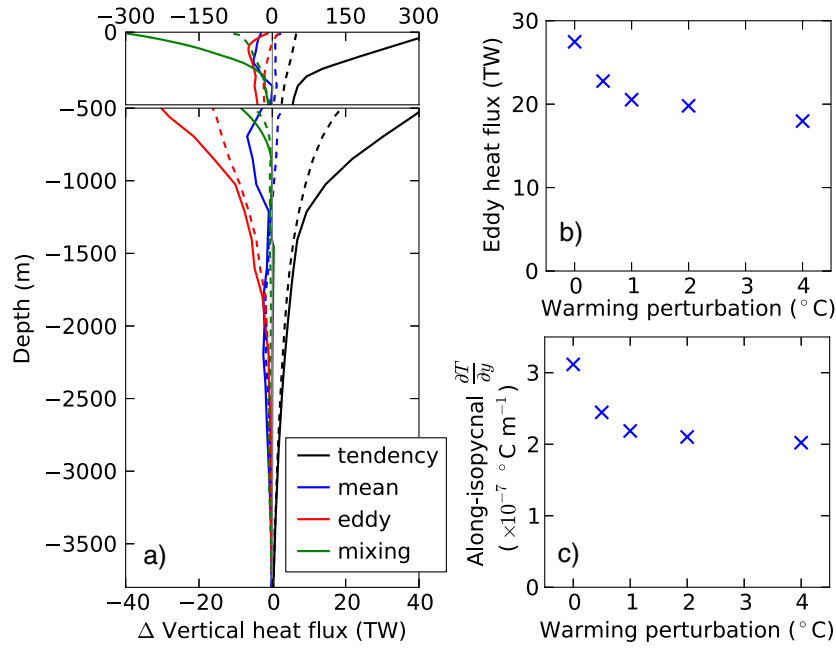 −300 −150 0 150 300
0
−500
−1000
−1500
−2000
−2500
−3000
−3500
Depth (m)
tendency
mean
eddy
mixing
a)
−40 −20 0 20 40
Δ Vertical heat flux (TW)
30
20
10
0
Eddy heat flux (TW)
b)
0 1 2 3 4
Warming perturbation (°C)
3
2
1
0
Along-isopycnal ∂T/∂y
(×10⁻⁷ °C m⁻¹)
c)
0 1 2 3 4
Warming perturbation (°C)